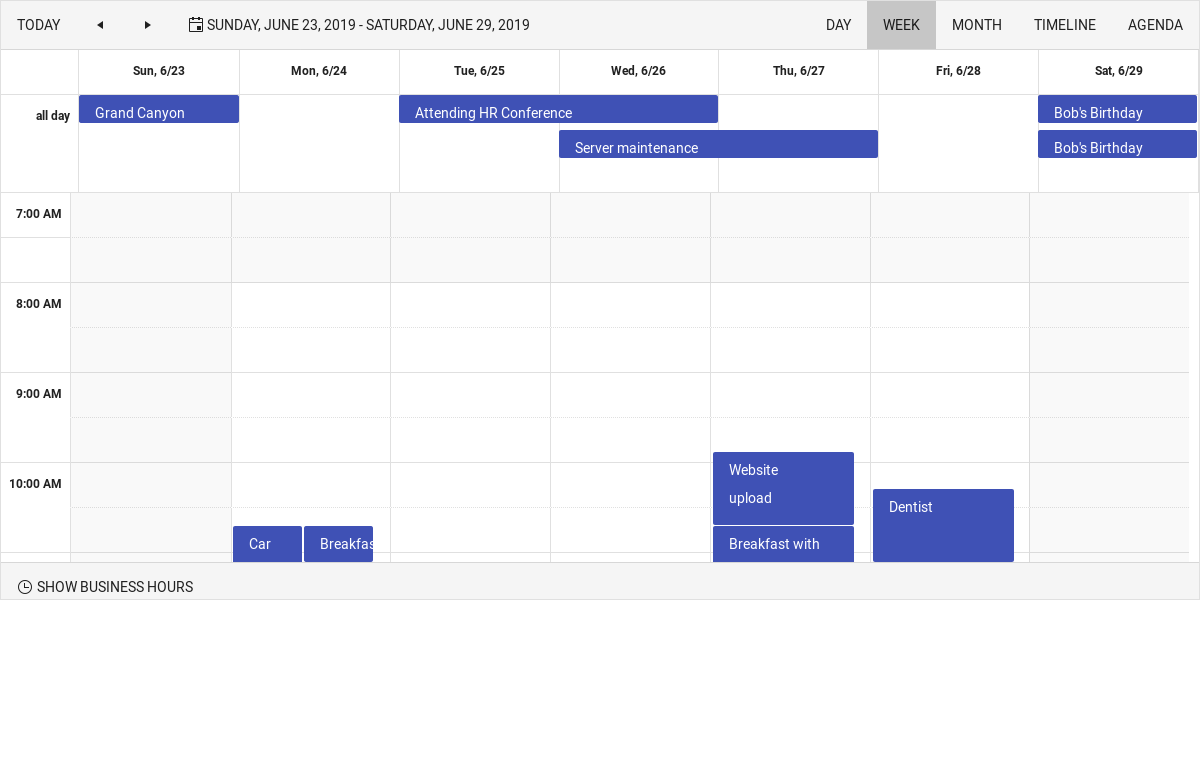 TODAY
SUNDAY, JUNE 23, 2019 - SATURDAY, JUNE 29, 2019
DAY
WEEK
MONTH
TIMELINE
AGENDA
Sun, 6/23
Mon, 6/24
Tue, 6/25
Wed, 6/26
Thu, 6/27
Fri, 6/28
Sat, 6/29
all day
Grand Canyon
Attending HR Conference
Bob's Birthday
Server maintenance
Bob's Birthday
7:00 AM
8:00 AM
9:00 AM
10:00 AM
Website
upload
Dentist
Car
Breakfas
Breakfast with
SHOW BUSINESS HOURS